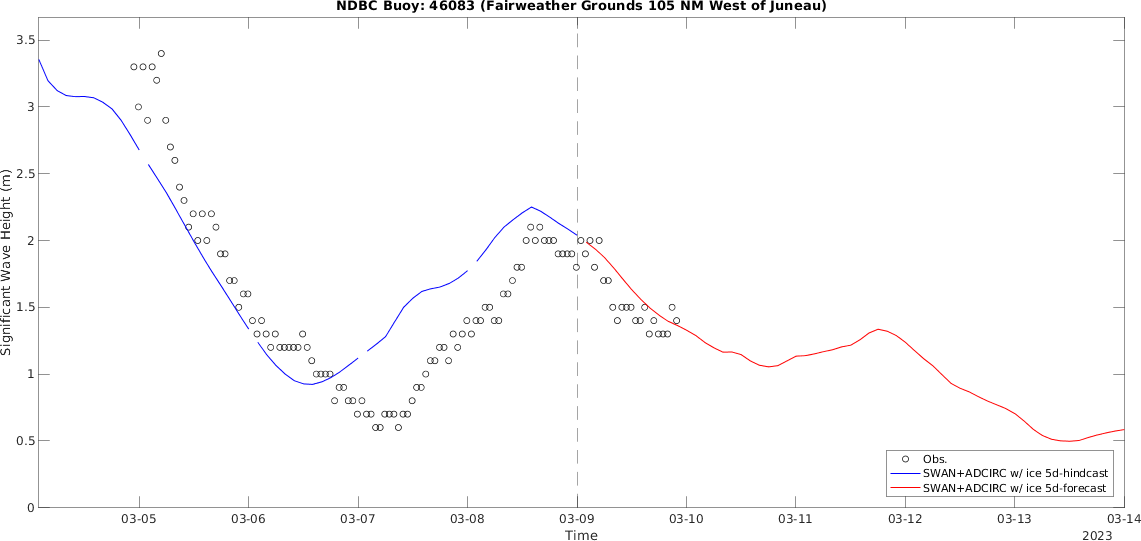 NDBC Buoy: 46083 (Fairweather Grounds 105 NM West of Juneau)
3.5
3
2.5
2
1.5
1
0.5
0
Significant Wave Height (m)
Obs.
SWAN+ADCIRC w/ ice 5d-hindcast
SWAN+ADCIRC w/ ice 5d-forecast
03-05 03-06 03-07 03-08 03-09 03-10 03-11 03-12 03-13 03-14
Time
2023